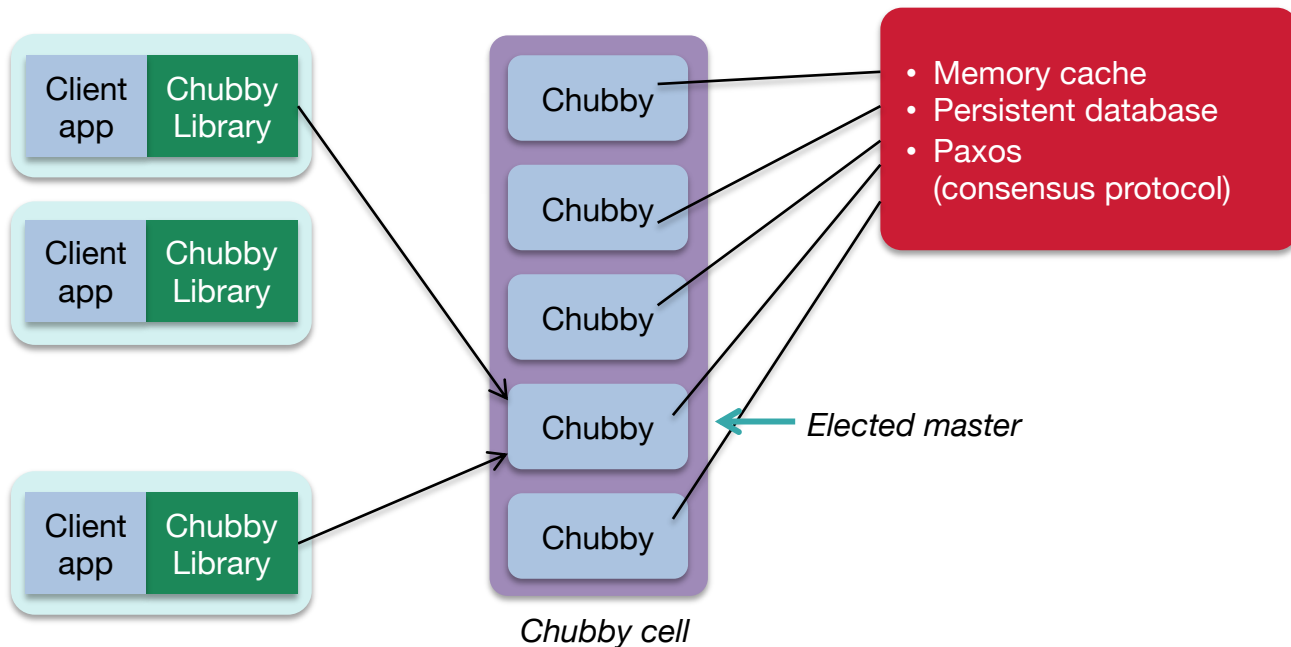 Client
app
Chubby
Library
Client
app
Chubby
Library
Client
app
Chubby
Library
Chubby
Chubby
Chubby
Chubby
Chubby
Chubby cell
Elected master
• Memory cache
• Persistent database
• Paxos
(consensus protocol)